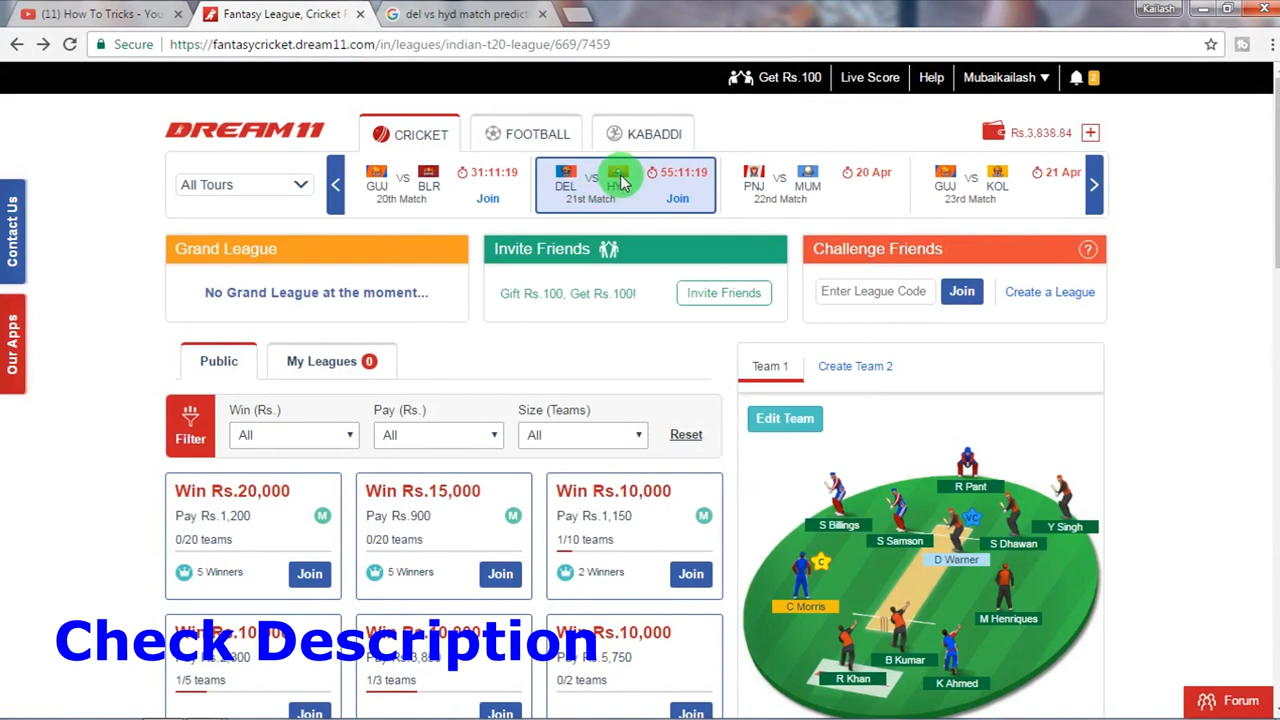 (11) How To Tricks - You
Fantasy League, Cricket F
del vs hyd match predict
Kailash
Secure
https://fantasycricket.dream11.com/in/leagues/indian-t20-league/669/7459
Get Rs.100
Live Score
Help
Mubaikailash
2
DREAM11
CRICKET
FOOTBALL
KABADDI
Rs.3,838.84
All Tours
GUJ VS BLR
31:11:19
20th Match
Join
DEL VS
55:11:19
21st Match
Join
PNJ VS MUM
20 Apr
22nd Match
GUJ VS KOL
21 Apr
23rd Match
Contact Us
Our Apps
Grand League
No Grand League at the moment...
Invite Friends
Gift Rs.100, Get Rs.100!
Invite Friends
Challenge Friends
?
Enter League Code
Join
Create a League
Public
My Leagues 0
Filter
Win (Rs.)
All
Pay (Rs.)
All
Size (Teams)
All
Reset
Win Rs.20,000
Pay Rs.1,200
M
0/20 teams
5 Winners
Join
Win Rs.15,000
Pay Rs.900
M
0/20 teams
5 Winners
Join
Win Rs.10,000
Pay Rs.1,150
M
1/10 teams
2 Winners
Join
1/5 teams
Join
1/3 teams
Join
Rs.10,000
5,750
0/2 teams
Join
Check Description
Team 1
Create Team 2
Edit Team
R Pant
S Billings
S Samson
VC
D Warner
S Dhawan
Y Singh
C
C Morris
M Henriques
R Khan
B Kumar
K Ahmed
Forum